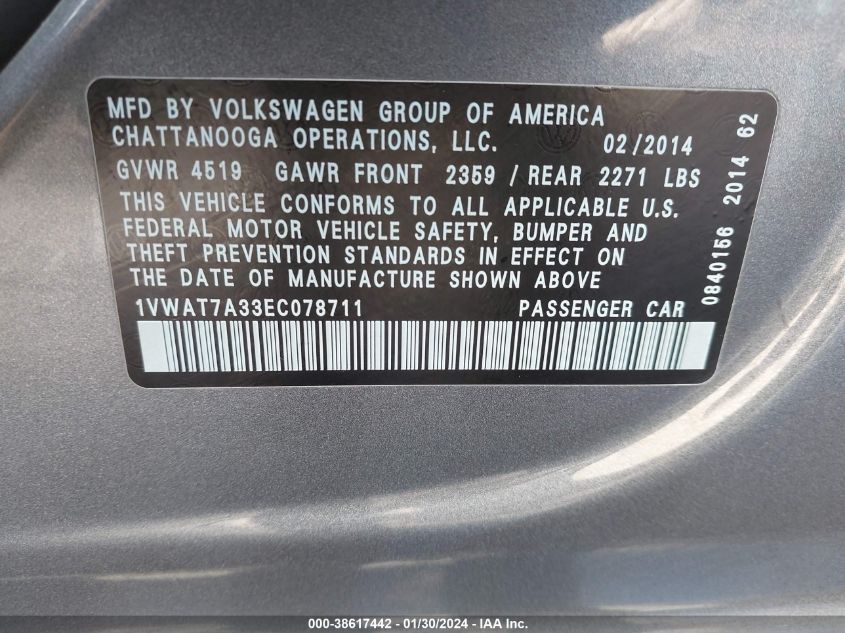 MFD BY VOLKSWAGEN GROUP OF AMERICA
CHATTANOOGA OPERATIONS, LLC. 02/2014
GVWR 4519 GAWR FRONT 2359 / REAR 2271 LBS
THIS VEHICLE CONFORMS TO ALL APPLICABLE U.S.
FEDERAL MOTOR VEHICLE SAFETY, BUMPER AND
THEFT PREVENTION STANDARDS IN EFFECT ON
THE DATE OF MANUFACTURE SHOWN ABOVE
1VWAT7A33EC078711 PASSENGER CAR
0840156 2014 62
000-38617442 - 01/30/2024 - IAA Inc.